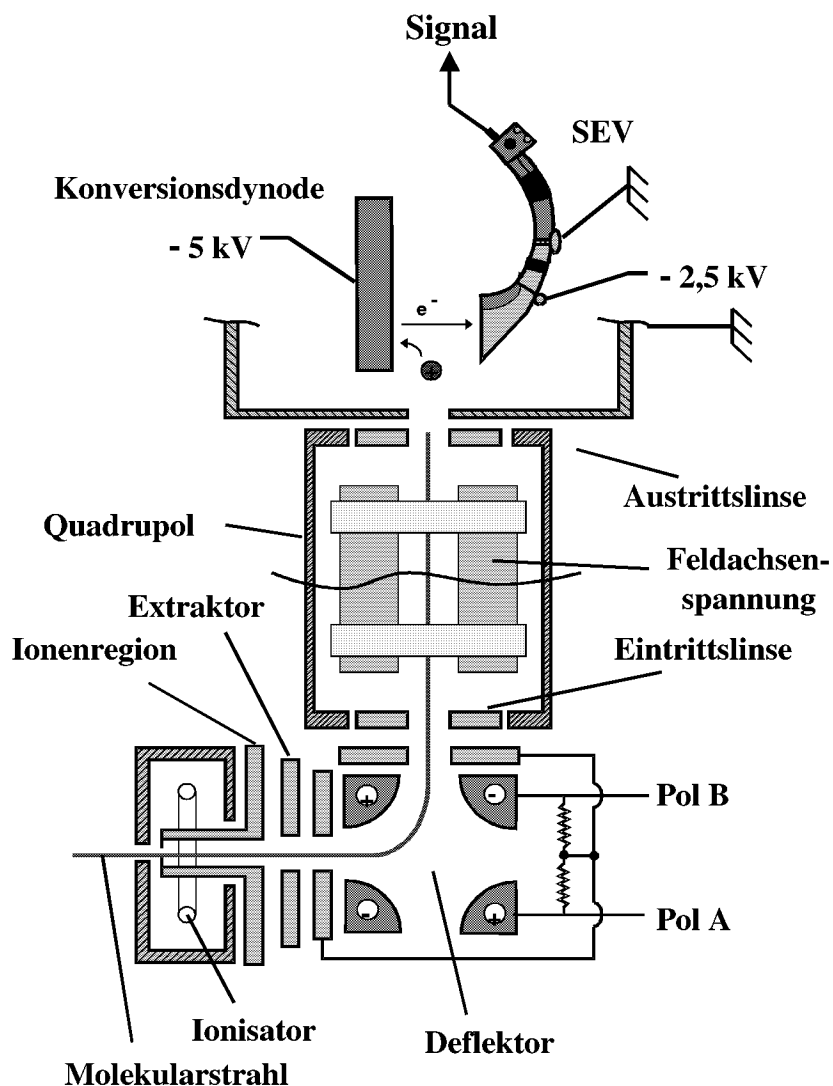 Signal
SEV
Konversionsdynode
- 5 kV
- 2,5 kV
e -
+
Austrittslinse
Quadrupol
Feldachsen-
spannung
Extraktor
Ionenregion
Eintrittslinse
+
-
Pol B
-
+
Pol A
Ionisator
Deflektor
Molekularstrahl